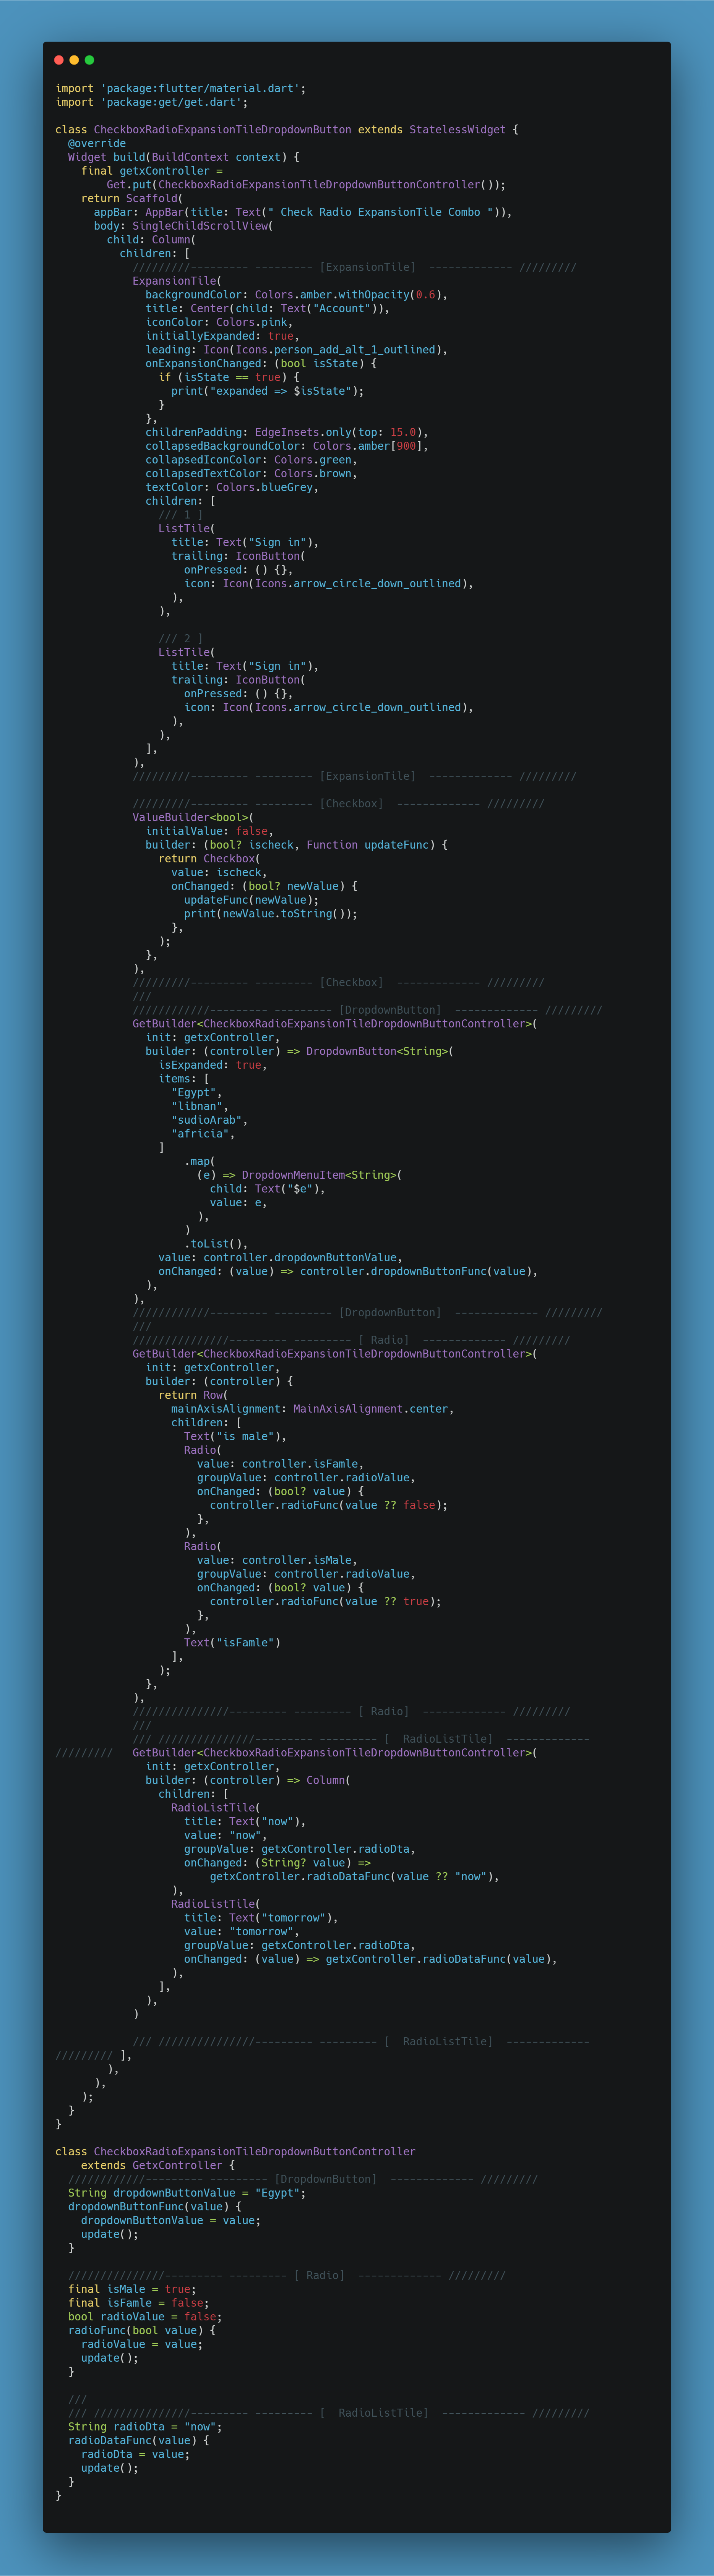 import 'package:flutter/material.dart';
import 'package:get/get.dart';

class CheckboxRadioExpansionTileDropdownButton extends StatelessWidget {
  @override
  Widget build(BuildContext context) {
    final getxController =
        Get.put(CheckboxRadioExpansionTileDropdownButtonController());
    return Scaffold(
      appBar: AppBar(title: Text(" Check Radio ExpansionTile Combo ")),
      body: SingleChildScrollView(
        child: Column(
          children: [
            /////////--------- --------- [ExpansionTile]  ------------- /////////
            ExpansionTile(
              backgroundColor: Colors.amber.withOpacity(0.6),
              title: Center(child: Text("Account")),
              iconColor: Colors.pink,
              initiallyExpanded: true,
              leading: Icon(Icons.person_add_alt_1_outlined),
              onExpansionChanged: (bool isState) {
                if (isState == true) {
                  print("expanded => $isState");
                }
              },
              childrenPadding: EdgeInsets.only(top: 15.0),
              collapsedBackgroundColor: Colors.amber[900],
              collapsedIconColor: Colors.green,
              collapsedTextColor: Colors.brown,
              textColor: Colors.blueGrey,
              children: [
                /// 1 ]
                ListTile(
                  title: Text("Sign in"),
                  trailing: IconButton(
                    onPressed: () {},
                    icon: Icon(Icons.arrow_circle_down_outlined),
                  ),
                ),

                /// 2 ]
                ListTile(
                  title: Text("Sign in"),
                  trailing: IconButton(
                    onPressed: () {},
                    icon: Icon(Icons.arrow_circle_down_outlined),
                  ),
                ),
              ],
            ),
            /////////--------- --------- [ExpansionTile]  ------------- /////////

            /////////--------- --------- [Checkbox]  ------------- /////////
            ValueBuilder<bool>(
              initialValue: false,
              builder: (bool? ischeck, Function updateFunc) {
                return Checkbox(
                  value: ischeck,
                  onChanged: (bool? newValue) {
                    updateFunc(newValue);
                    print(newValue.toString());
                  },
                );
              },
            ),
            /////////--------- --------- [Checkbox]  ------------- /////////
            ///
            ////////////--------- --------- [DropdownButton]  ------------- /////////
            GetBuilder<CheckboxRadioExpansionTileDropdownButtonController>(
              init: getxController,
              builder: (controller) => DropdownButton<String>(
                isExpanded: true,
                items: [
                  "Egypt",
                  "libnan",
                  "sudioArab",
                  "africia",
                ]
                    .map(
                      (e) => DropdownMenuItem<String>(
                        child: Text("$e"),
                        value: e,
                      ),
                    )
                    .toList(),
                value: controller.dropdownButtonValue,
                onChanged: (value) => controller.dropdownButtonFunc(value),
              ),
            ),
            ////////////--------- --------- [DropdownButton]  ------------- /////////
            ///
            ///////////////--------- --------- [ Radio]  ------------- /////////
            GetBuilder<CheckboxRadioExpansionTileDropdownButtonController>(
              init: getxController,
              builder: (controller) {
                return Row(
                  mainAxisAlignment: MainAxisAlignment.center,
                  children: [
                    Text("is male"),
                    Radio(
                      value: controller.isFamle,
                      groupValue: controller.radioValue,
                      onChanged: (bool? value) {
                        controller.radioFunc(value ?? false);
                      },
                    ),
                    Radio(
                      value: controller.isMale,
                      groupValue: controller.radioValue,
                      onChanged: (bool? value) {
                        controller.radioFunc(value ?? true);
                      },
                    ),
                    Text("isFamle")
                  ],
                );
              },
            ),
            ///////////////--------- --------- [ Radio]  ------------- /////////
            ///
            /// ///////////////--------- --------- [  RadioListTile]  -------------
/////////   GetBuilder<CheckboxRadioExpansionTileDropdownButtonController>(
              init: getxController,
              builder: (controller) => Column(
                children: [
                  RadioListTile(
                    title: Text("now"),
                    value: "now",
                    groupValue: getxController.radioDta,
                    onChanged: (String? value) =>
                        getxController.radioDataFunc(value ?? "now"),
                  ),
                  RadioListTile(
                    title: Text("tomorrow"),
                    value: "tomorrow",
                    groupValue: getxController.radioDta,
                    onChanged: (value) => getxController.radioDataFunc(value),
                  ),
                ],
              ),
            )

            /// ///////////////--------- --------- [  RadioListTile]  -------------
///////// ],
        ),
      ),
    );
  }
}

class CheckboxRadioExpansionTileDropdownButtonController
    extends GetxController {
  ////////////--------- --------- [DropdownButton]  ------------- /////////
  String dropdownButtonValue = "Egypt";
  dropdownButtonFunc(value) {
    dropdownButtonValue = value;
    update();
  }

  ///////////////--------- --------- [ Radio]  ------------- /////////
  final isMale = true;
  final isFamle = false;
  bool radioValue = false;
  radioFunc(bool value) {
    radioValue = value;
    update();
  }

  ///
  /// ///////////////--------- --------- [  RadioListTile]  ------------- /////////
  String radioDta = "now";
  radioDataFunc(value) {
    radioDta = value;
    update();
  }
}